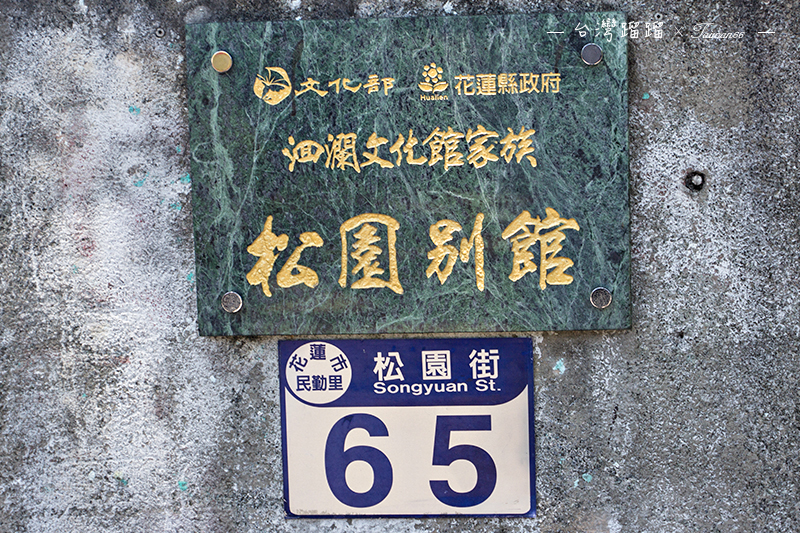 台灣蹓蹓 × Taiwan66
文化部 花蓮縣政府
Hualien
洄瀾文化館家族
松園別館
花蓮市
民勤里
松園街
Songyuan St.
65